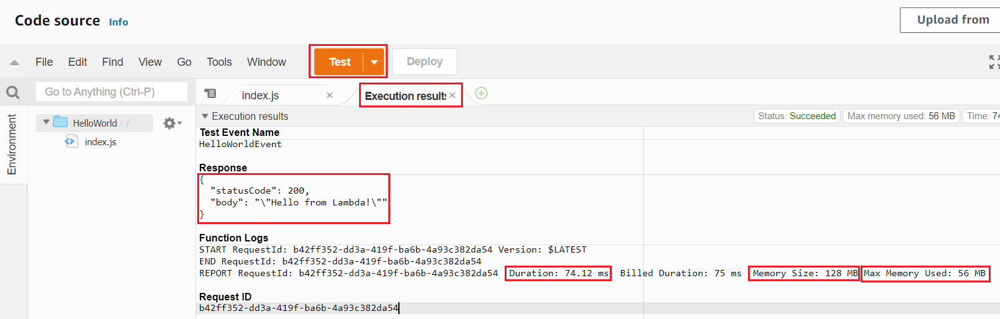 Code source Info
Upload from
File Edit Find View Go Tools Window Test Deploy
Go to Anything (Ctrl-P)
index.js
Execution results
Environment
HelloWorld - /
index.js
Execution results
Status: Succeeded Max memory used: 56 MB Time: 74
Test Event Name
HelloWorldEvent
Response
{
"statusCode": 200,
"body": "\"Hello from Lambda!\""
}
Function Logs
START RequestId: b42ff352-dd3a-419f-ba6b-4a93c382da54 Version: $LATEST
END RequestId: b42ff352-dd3a-419f-ba6b-4a93c382da54
REPORT RequestId: b42ff352-dd3a-419f-ba6b-4a93c382da54 Duration: 74.12 ms Billed Duration: 75 ms Memory Size: 128 MB Max Memory Used: 56 MB
Request ID
b42ff352-dd3a-419f-ba6b-4a93c382da54